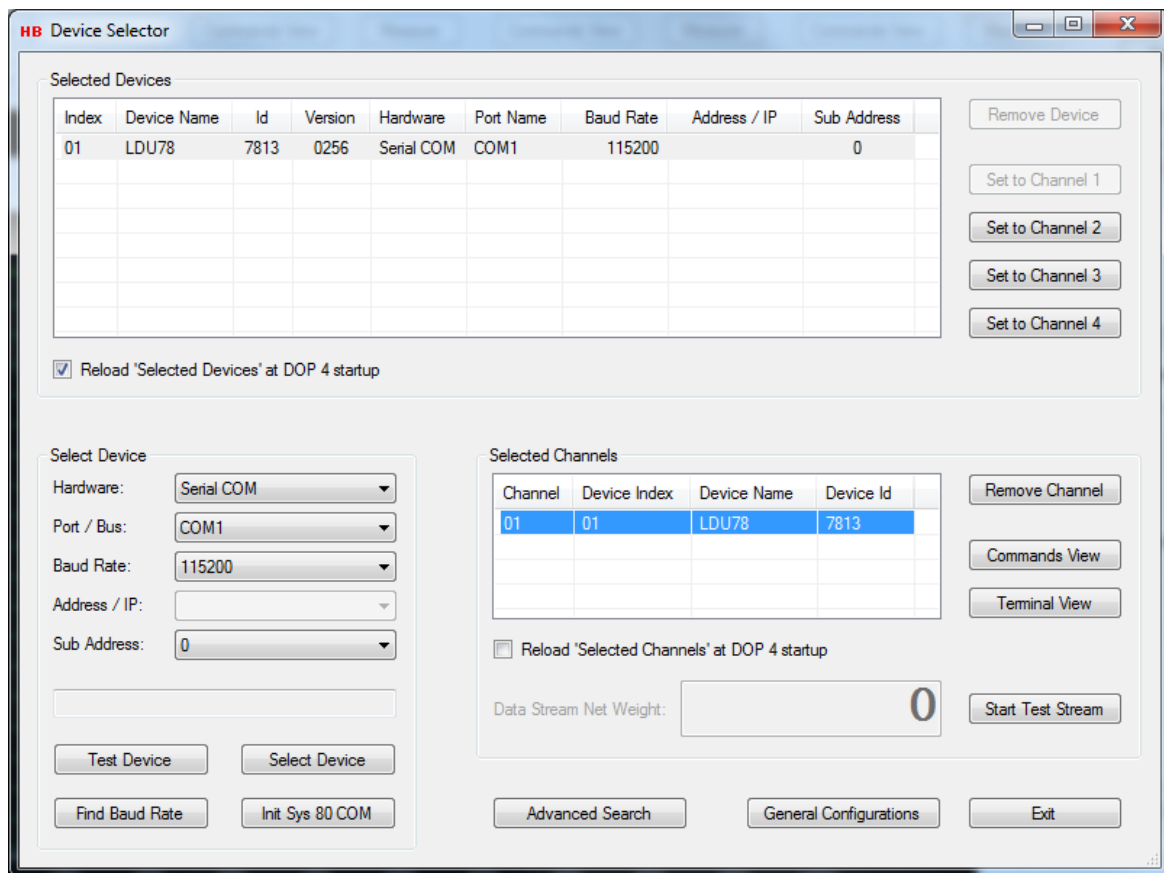 HB Device Selector
Selected Devices
Index Device Name Id Version Hardware Port Name Baud Rate Address / IP Sub Address
01 LDU78 7813 0256 Serial COM COM1 115200 0
Remove Device
Set to Channel 1
Set to Channel 2
Set to Channel 3
Set to Channel 4
Reload 'Selected Devices' at DOP 4 startup
Select Device
Hardware: Serial COM
Port / Bus: COM1
Baud Rate: 115200
Address / IP:
Sub Address: 0
Test Device Select Device
Find Baud Rate Init Sys 80 COM
Selected Channels
Channel Device Index Device Name Device Id
01 01 LDU78 7813
Remove Channel
Commands View
Terminal View
Reload 'Selected Channels' at DOP 4 startup
Data Stream Net Weight: 0 Start Test Stream
Advanced Search General Configurations Exit